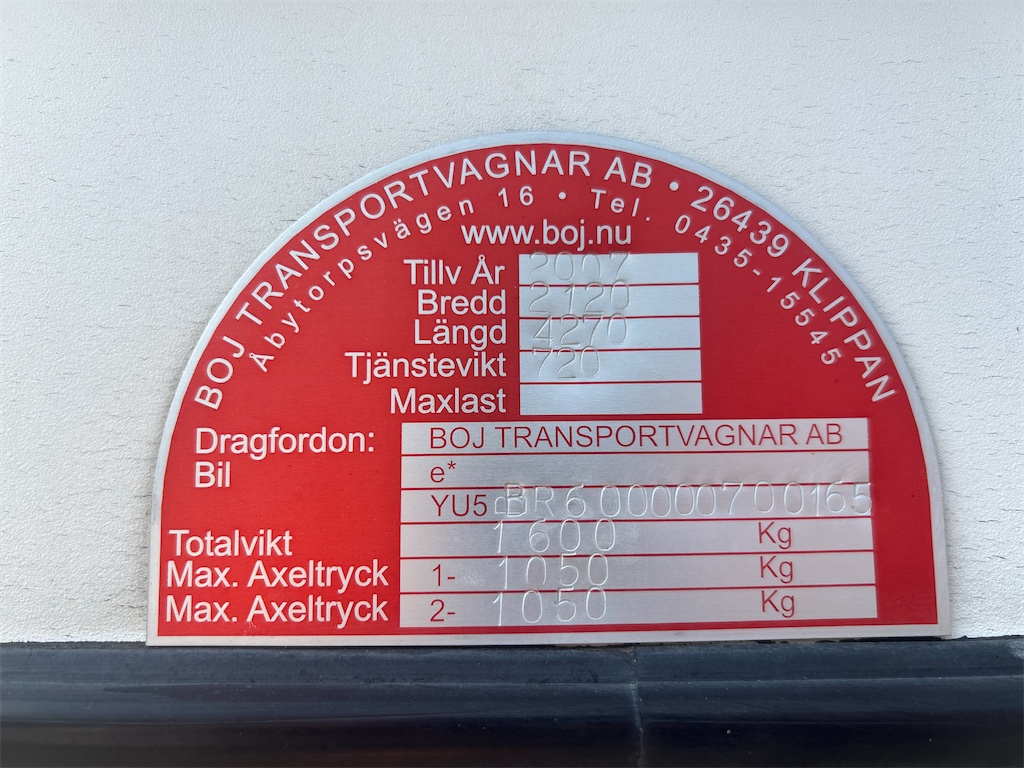 BOJ TRANSPORTVAGNAR AB • 26439 KLIPPAN
Åbytorpsvägen 16 • Tel. 0435-15545
www.boj.nu
Tillv År 2007
Bredd 2120
Längd 4270
Tjänstevikt 720
Maxlast
Dragfordon: BOJ TRANSPORTVAGNAR AB
Bil e*
YU5 BR600000700165
Totalvikt 1600 Kg
Max. Axeltryck 1- 1050 Kg
Max. Axeltryck 2- 1050 Kg